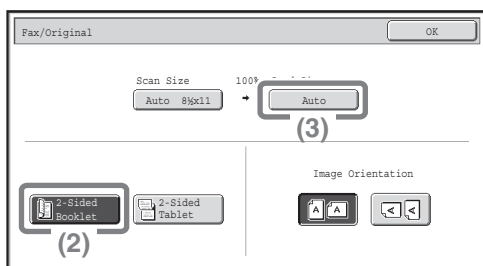 Fax/Original
OK
Scan Size
100%
Auto 8½x11
→
Auto
(3)
Image Orientation
2-Sided
Booklet
2-Sided
Tablet
A A
A A
(2)